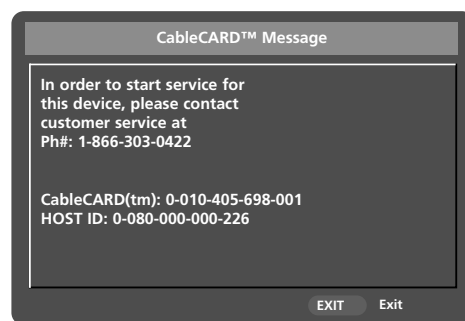 CableCARD™ Message
In order to start service for
this device, please contact
customer service at
Ph#: 1-866-303-0422
CableCARD(tm): 0-010-405-698-001
HOST ID: 0-080-000-000-226
EXIT Exit